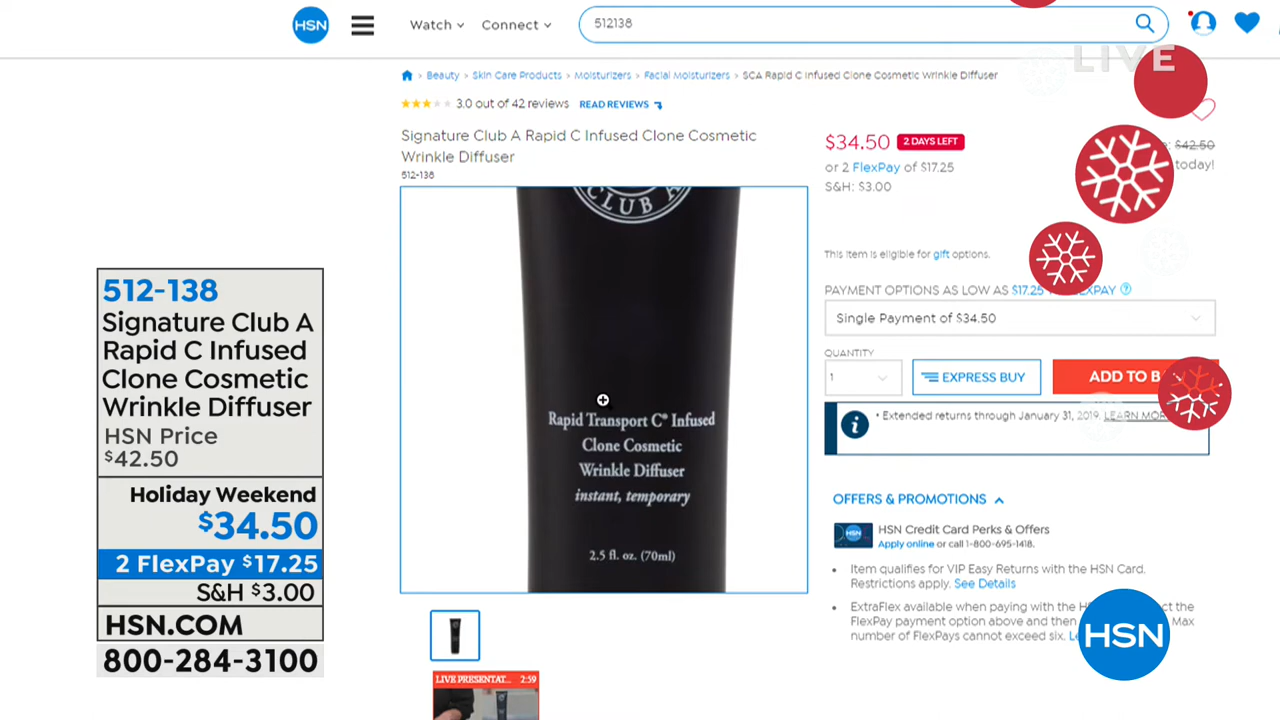 HSN
Watch
Connect
512138
LIVE
Beauty > Skin Care Products > Moisturizers > Facial Moisturizers > SCA Rapid C Infused Clone Cosmetic Wrinkle Diffuser
3.0 out of 42 reviews READ REVIEWS
Signature Club A Rapid C Infused Clone Cosmetic
Wrinkle Diffuser
512-138
$34.50 2 DAYS LEFT
$42.50
or 2 FlexPay of $17.25
today!
S&H: $3.00
CLUB A
Rapid Transport C® Infused
Clone Cosmetic
Wrinkle Diffuser
instant, temporary
2.5 fl. oz. (70ml)
LIVE PRESENTAT... 2:59
This item is eligible for gift options.
PAYMENT OPTIONS AS LOW AS $17.25
Single Payment of $34.50
QUANTITY
1
EXPRESS BUY
ADD TO B
• Extended returns through January 31, 2019. LEARN MOR
OFFERS & PROMOTIONS
HSN
HSN Credit Card Perks & Offers
Apply online or call 1-800-695-1418.
• Item qualifies for VIP Easy Returns with the HSN Card.
Restrictions apply. See Details
• ExtraFlex available when paying with the H ct the
FlexPay payment option above and then Max
number of FlexPays cannot exceed six.
HSN
512-138
Signature Club A
Rapid C Infused
Clone Cosmetic
Wrinkle Diffuser
HSN Price
$42.50
Holiday Weekend
$34.50
2 FlexPay $17.25
S&H $3.00
HSN.COM
800-284-3100